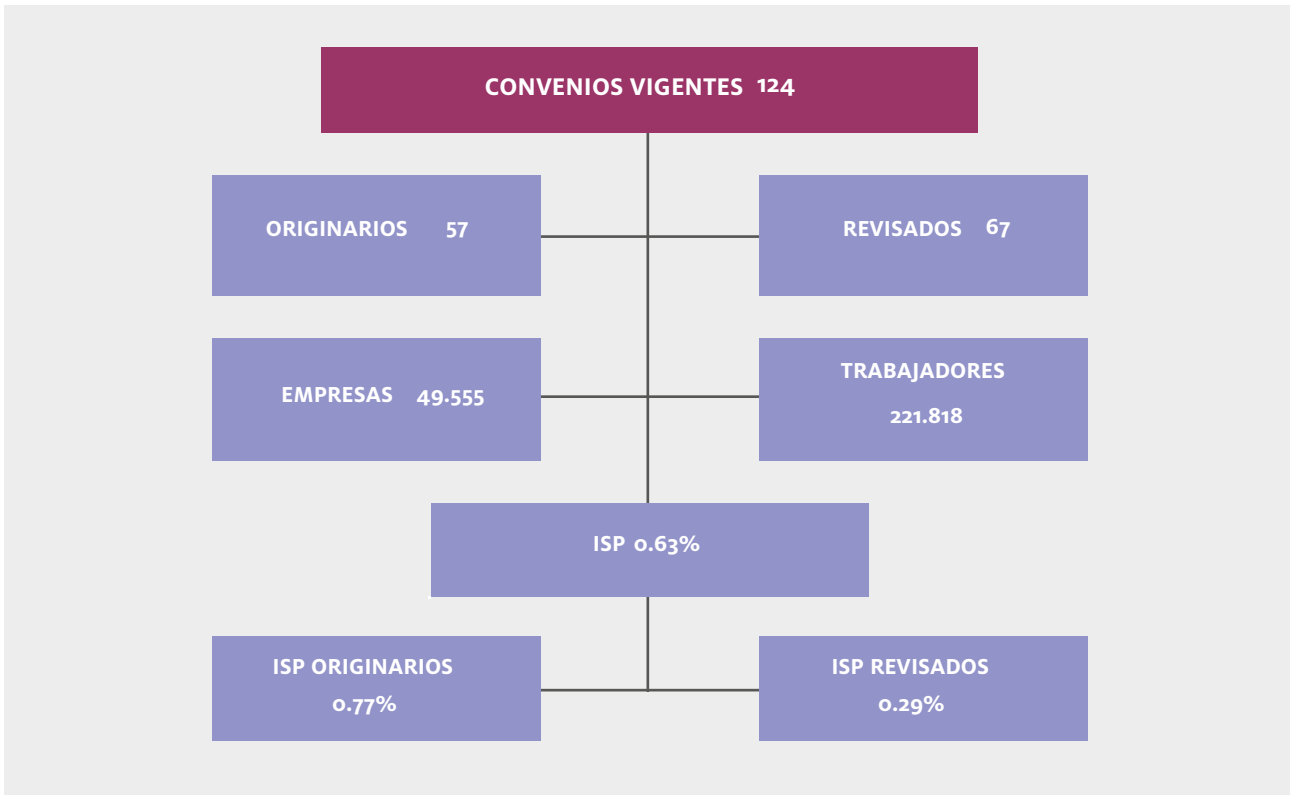 CONVENIOS VIGENTES 124
ORIGINARIOS 57
REVISADOS 67
EMPRESAS 49.555
TRABAJADORES
221.818
ISP 0.63%
ISP ORIGINARIOS
0.77%
ISP REVISADOS
0.29%